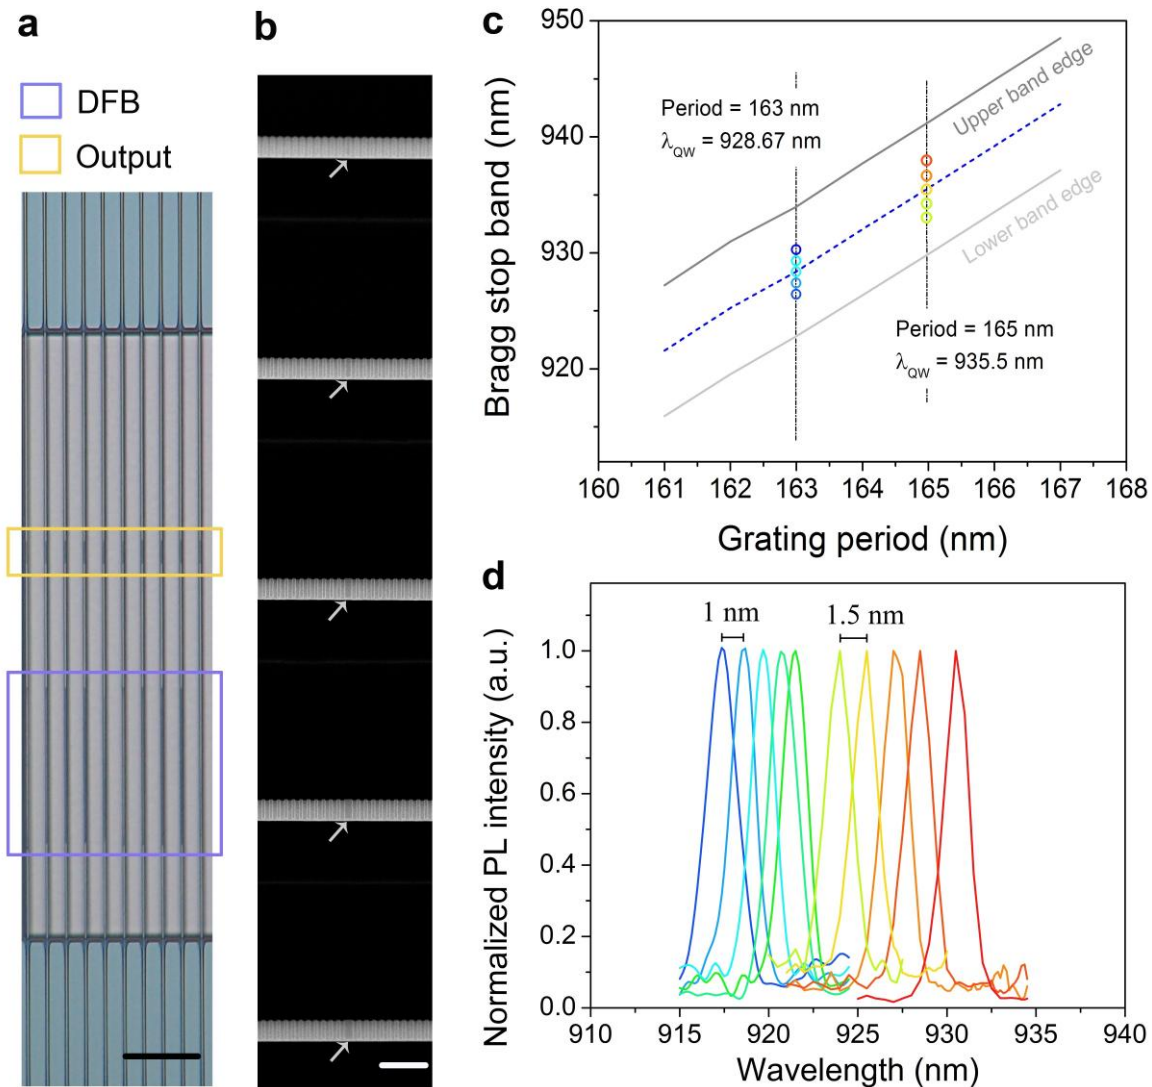 a
DFB
Output
b
c
Bragg stop band (nm)
950
940
930
920
Period = 163 nm
λQW = 928.67 nm
Upper band edge
Lower band edge
Period = 165 nm
λQW = 935.5 nm
160 161 162 163 164 165 166 167 168
Grating period (nm)
d
Normalized PL intensity (a.u.)
1 nm 1.5 nm
1.0
0.8
0.6
0.4
0.2
0.0
910 915 920 925 930 935 940
Wavelength (nm)